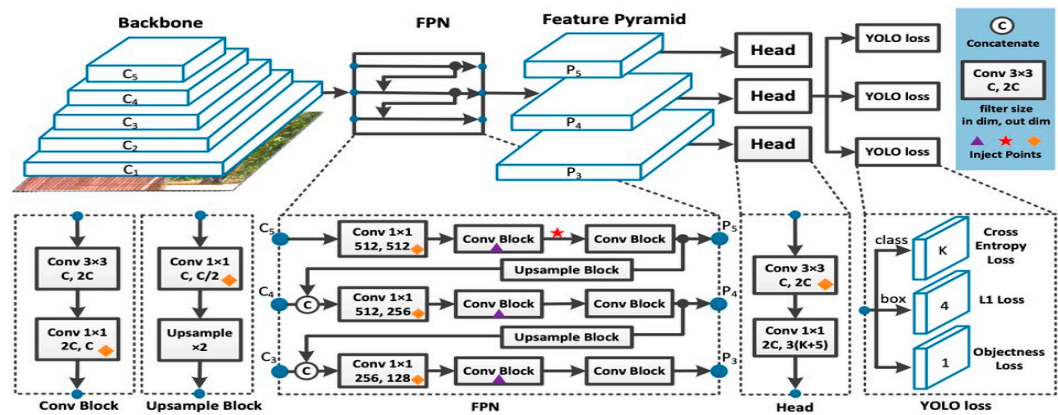 Backbone
FPN
Feature Pyramid
C5
C4
C3
C2
C1
P5
P4
P3
Head
Head
Head
YOLO loss
YOLO loss
YOLO loss
C
Concatenate
Conv 3×3
C, 2C
filter size
in dim, out dim
Inject Points
Conv 3×3
C, 2C
Conv 1×1
2C, C
Conv Block
Conv 1×1
C, C/2
Upsample
×2
Upsample Block
C5
Conv 1×1
512, 512
Conv Block
Conv Block
P5
Upsample Block
C4
C
Conv 1×1
512, 256
Conv Block
Conv Block
P4
Upsample Block
C3
C
Conv 1×1
256, 128
Conv Block
Conv Block
P3
FPN
Conv 3×3
C, 2C
Conv 1×1
2C, 3(K+5)
Head
class
K
Cross
Entropy
Loss
box
4
L1 Loss
1
Objectness
Loss
YOLO loss